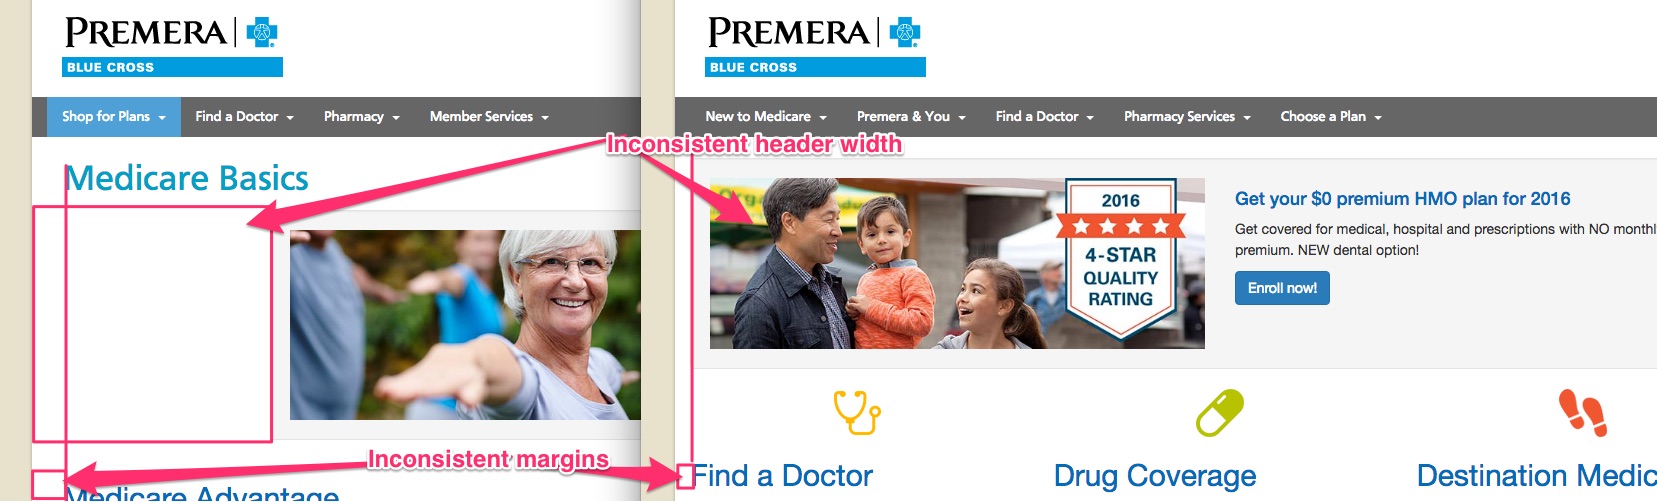 PREMERA
BLUE CROSS
Shop for Plans
Find a Doctor
Pharmacy
Member Services
Medicare Basics
Medicare Advantage
PREMERA
BLUE CROSS
New to Medicare
Premera & You
Find a Doctor
Pharmacy Services
Choose a Plan
Inconsistent header width
2016
4-STAR
QUALITY
RATING
Get your $0 premium HMO plan for 2016
Get covered for medical, hospital and prescriptions with NO monthl
premium. NEW dental option!
Enroll now!
Inconsistent margins
Find a Doctor
Drug Coverage
Destination Medic